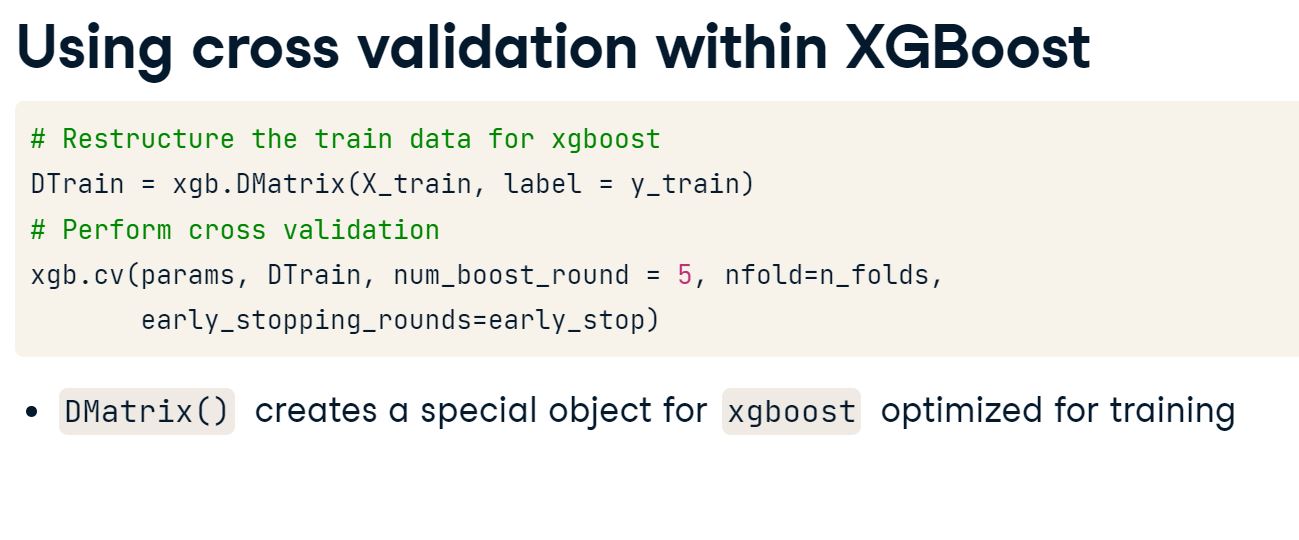 Using cross validation within XGBoost
# Restructure the train data for xgboost
DTrain = xgb.DMatrix(X_train, label = y_train)
# Perform cross validation
xgb.cv(params, DTrain, num_boost_round = 5, nfold=n_folds,
       early_stopping_rounds=early_stop)
• DMatrix() creates a special object for xgboost optimized for training